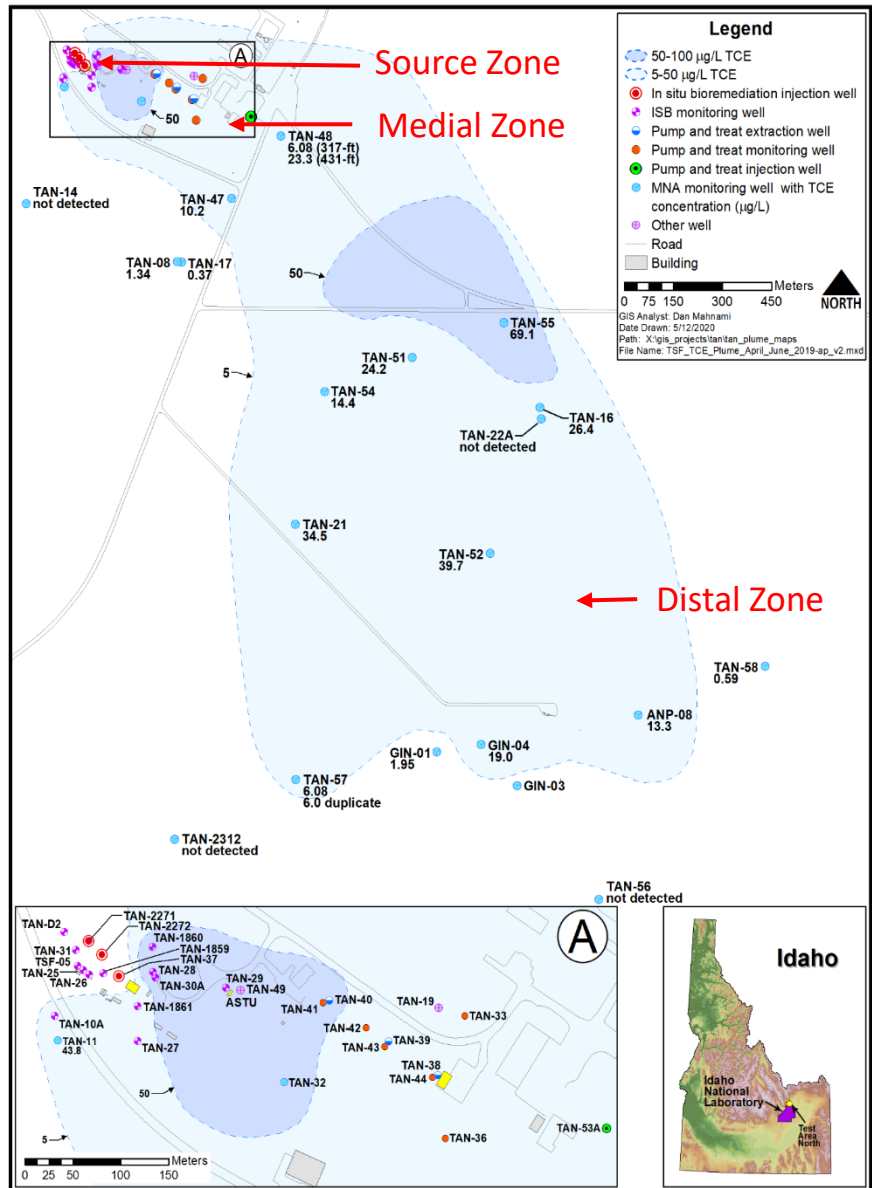 Legend
50-100 µg/L TCE
5-50 µg/L TCE
In situ bioremediation injection well
ISB monitoring well
Pump and treat extraction well
Pump and treat monitoring well
Pump and treat injection well
MNA monitoring well with TCE
concentration (µg/L)
Other well
Road
Building
Meters
0 75 150 300 450
NORTH
GIS Analyst: Dan Mahnami
Date Drawn: 5/12/2020
Path: X:\gis_projects\tan\tan_plume_maps
File Name: TSF_TCE_Plume_April_June_2019-ap_v2.mxd
A
Source Zone
Medial Zone
50
TAN-48
6.08 (317-ft)
23.3 (431-ft)
TAN-14
not detected
TAN-47
10.2
TAN-08
1.34
TAN-17
0.37
50
TAN-55
69.1
TAN-51
24.2
5
TAN-54
14.4
TAN-16
26.4
TAN-22A
not detected
TAN-21
34.5
TAN-52
39.7
Distal Zone
TAN-58
0.59
ANP-08
13.3
GIN-01
1.95
GIN-04
19.0
GIN-03
TAN-57
6.08
6.0 duplicate
TAN-2312
not detected
TAN-56
not detected
A
TAN-2271
TAN-2272
TAN-D2
TAN-1860
TAN-31
TAN-1859
TSF-05
TAN-37
TAN-25
TAN-28
TAN-26
TAN-30A
TAN-29
TAN-49
ASTU
TAN-1861
TAN-41
TAN-40
TAN-19
TAN-33
TAN-10A
TAN-42
TAN-11
43.8
TAN-27
TAN-43
TAN-39
TAN-38
TAN-44
TAN-32
50
TAN-53A
TAN-36
5
Meters
0 25 50 100 150
Idaho
Idaho
National
Laboratory
Test
Area
North